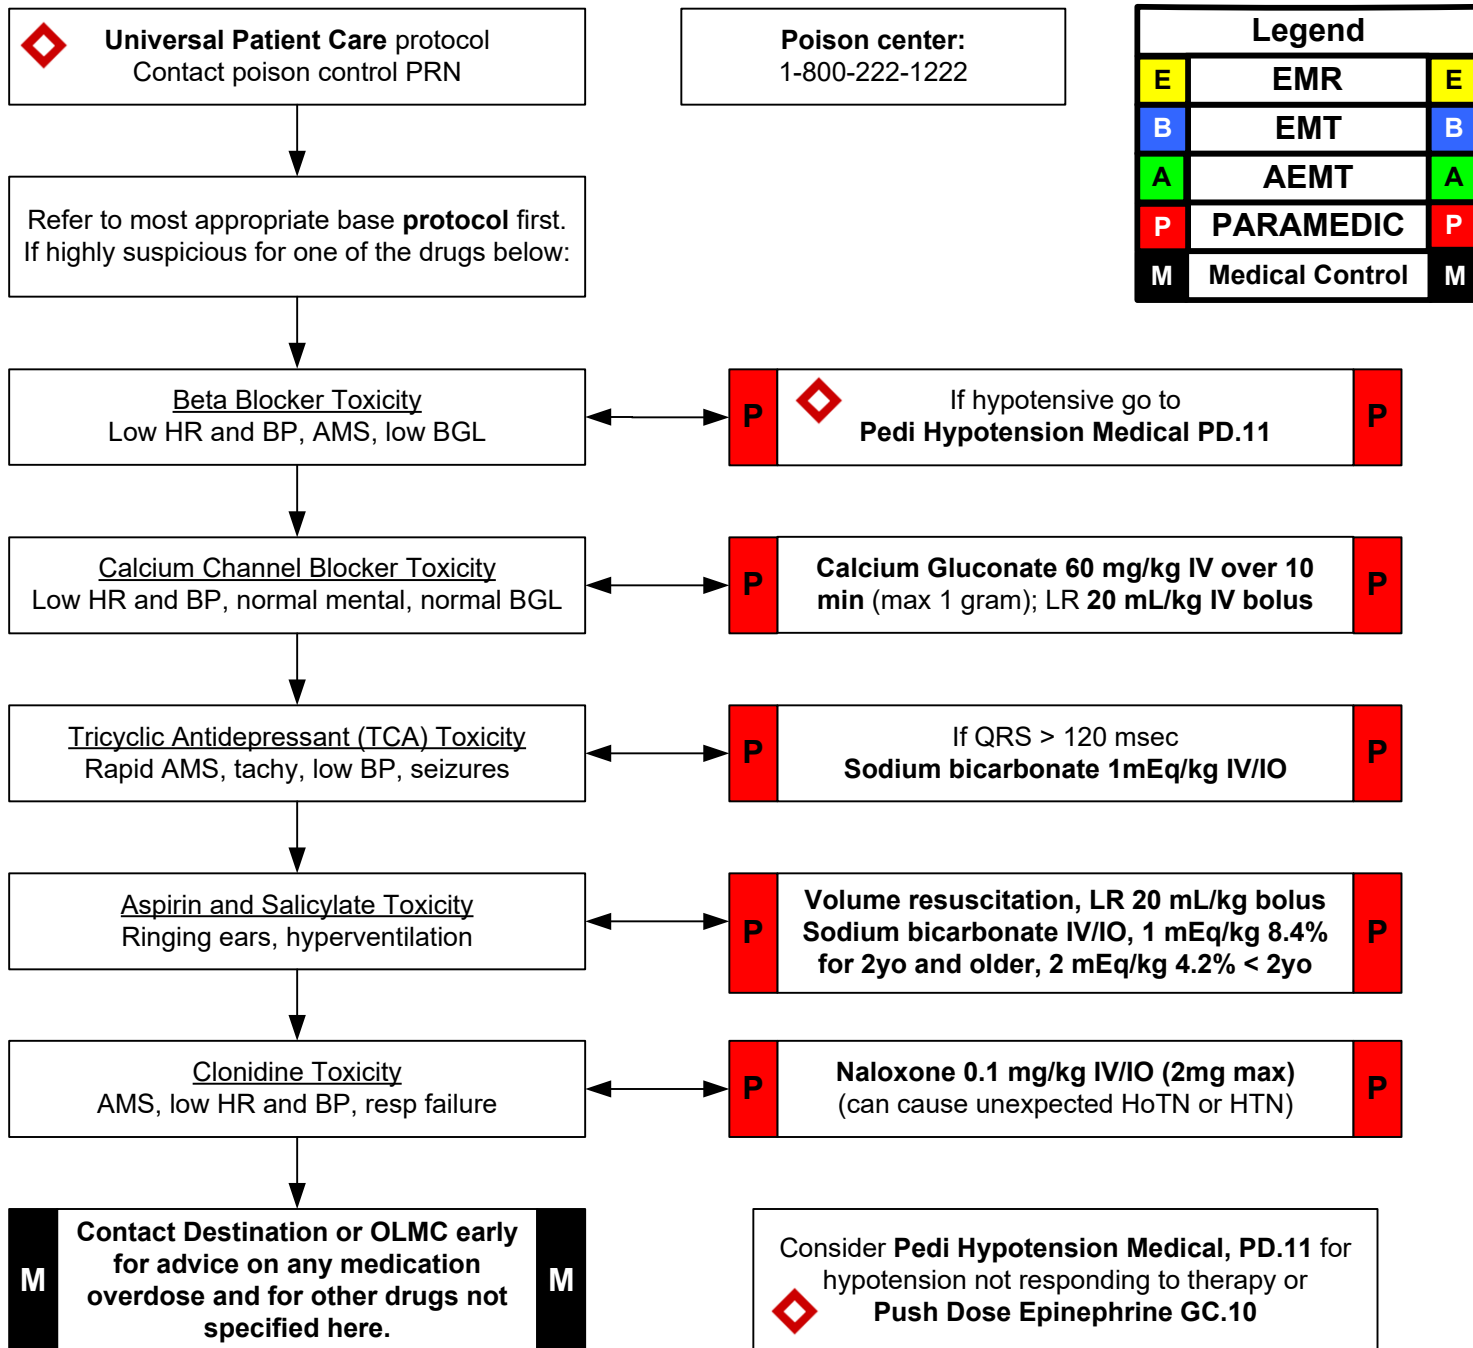 Universal Patient Care protocol
Contact poison control PRN
Poison center:
1-800-222-1222
Legend
E EMR E
B EMT B
A AEMT A
P PARAMEDIC P
M Medical Control M
Refer to most appropriate base protocol first.
If highly suspicious for one of the drugs below:
Beta Blocker Toxicity
Low HR and BP, AMS, low BGL
P
If hypotensive go to
Pedi Hypotension Medical PD.11
P
Calcium Channel Blocker Toxicity
Low HR and BP, normal mental, normal BGL
P
Calcium Gluconate 60 mg/kg IV over 10
min (max 1 gram); LR 20 mL/kg IV bolus
P
Tricyclic Antidepressant (TCA) Toxicity
Rapid AMS, tachy, low BP, seizures
P
If QRS > 120 msec
Sodium bicarbonate 1mEq/kg IV/IO
P
Aspirin and Salicylate Toxicity
Ringing ears, hyperventilation
P
Volume resuscitation, LR 20 mL/kg bolus
Sodium bicarbonate IV/IO, 1 mEq/kg 8.4%
for 2yo and older, 2 mEq/kg 4.2% < 2yo
P
Clonidine Toxicity
AMS, low HR and BP, resp failure
P
Naloxone 0.1 mg/kg IV/IO (2mg max)
(can cause unexpected HoTN or HTN)
P
M
Contact Destination or OLMC early
for advice on any medication
overdose and for other drugs not
specified here.
M
Consider Pedi Hypotension Medical, PD.11 for
hypotension not responding to therapy or
Push Dose Epinephrine GC.10